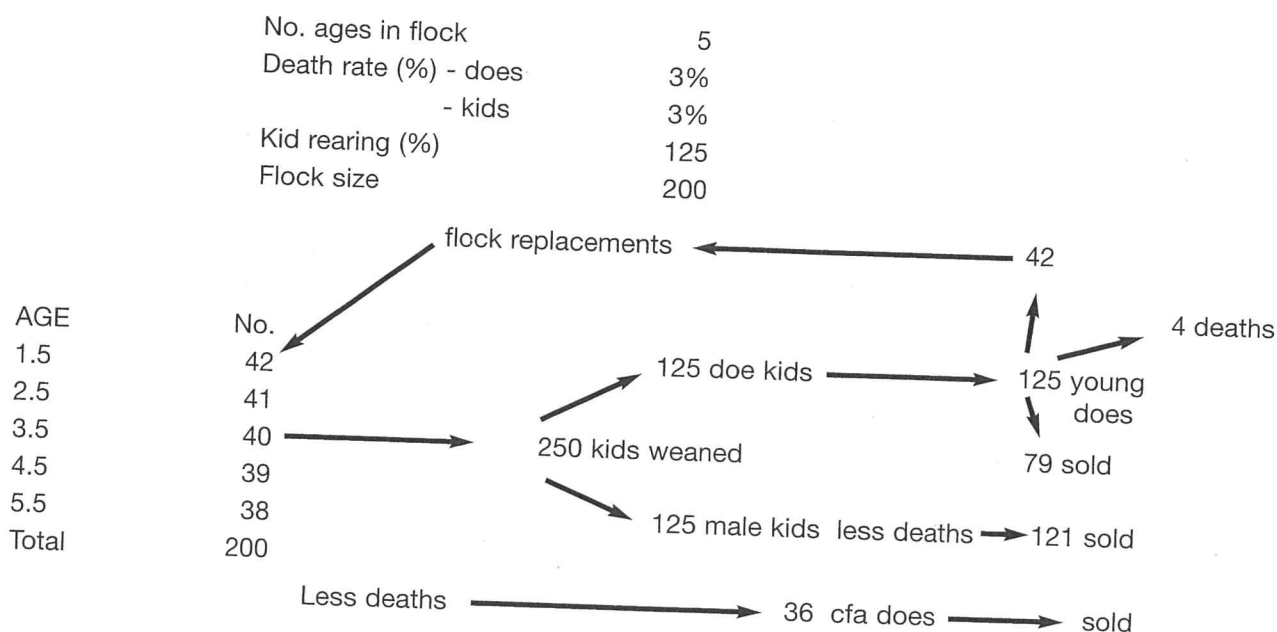 No. ages in flock 5
Death rate (%) - does 3%
- kids 3%
Kid rearing (%) 125
Flock size 200
flock replacements 42
AGE No.
1.5 42
2.5 41
3.5 40
4.5 39
5.5 38
Total 200
4 deaths
125 doe kids 125 young
does
250 kids weaned 79 sold
125 male kids less deaths 121 sold
Less deaths 36 cfa does sold